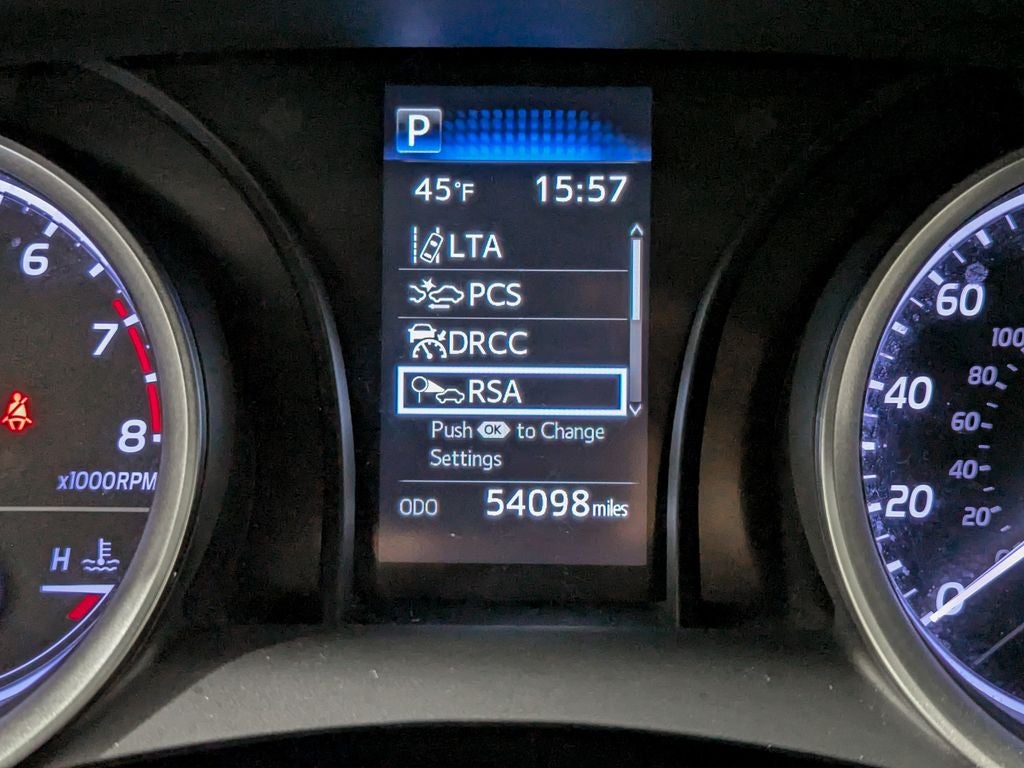 P
45°F 15:57
LTA
PCS
DRCC
RSA
Push OK to Change
Settings
ODO 54098 miles
6
7
8
x1000RPM
H
60
40
20
0
100
80
60
40
20